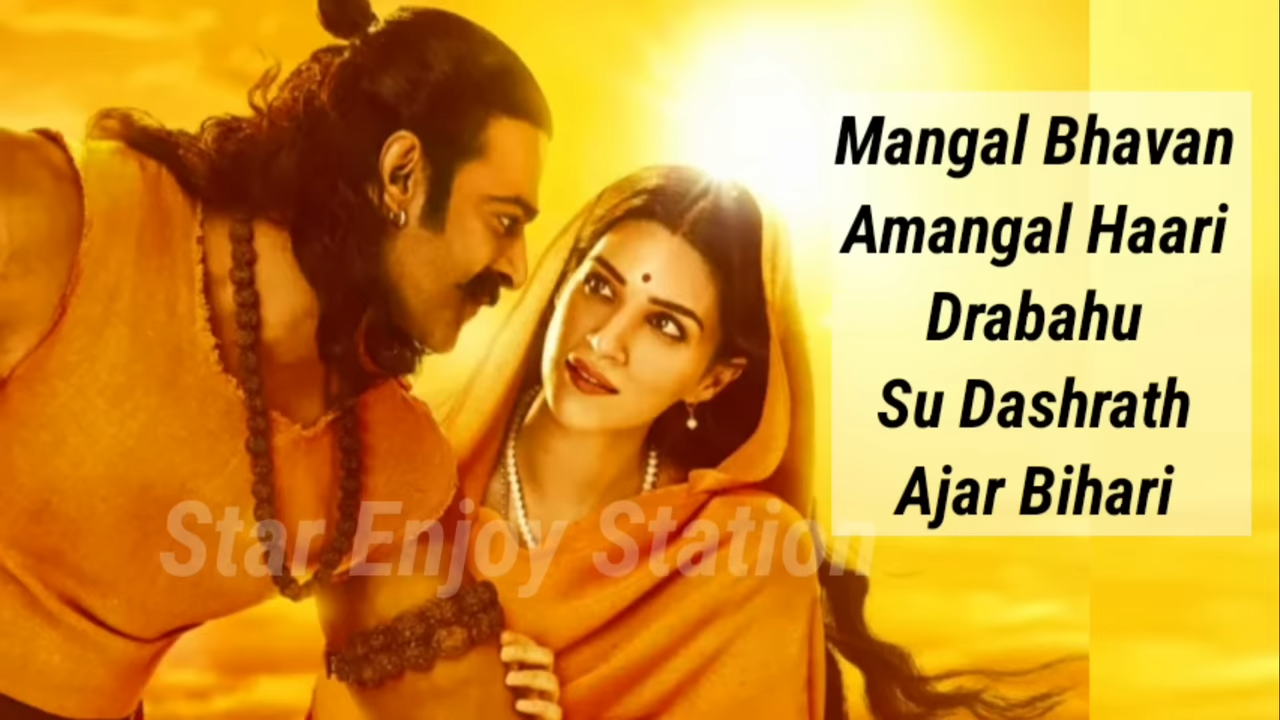 Mangal Bhavan
Amangal Haari
Drabahu
Su Dashrath
Ajar Bihari
Star Enjoy Station